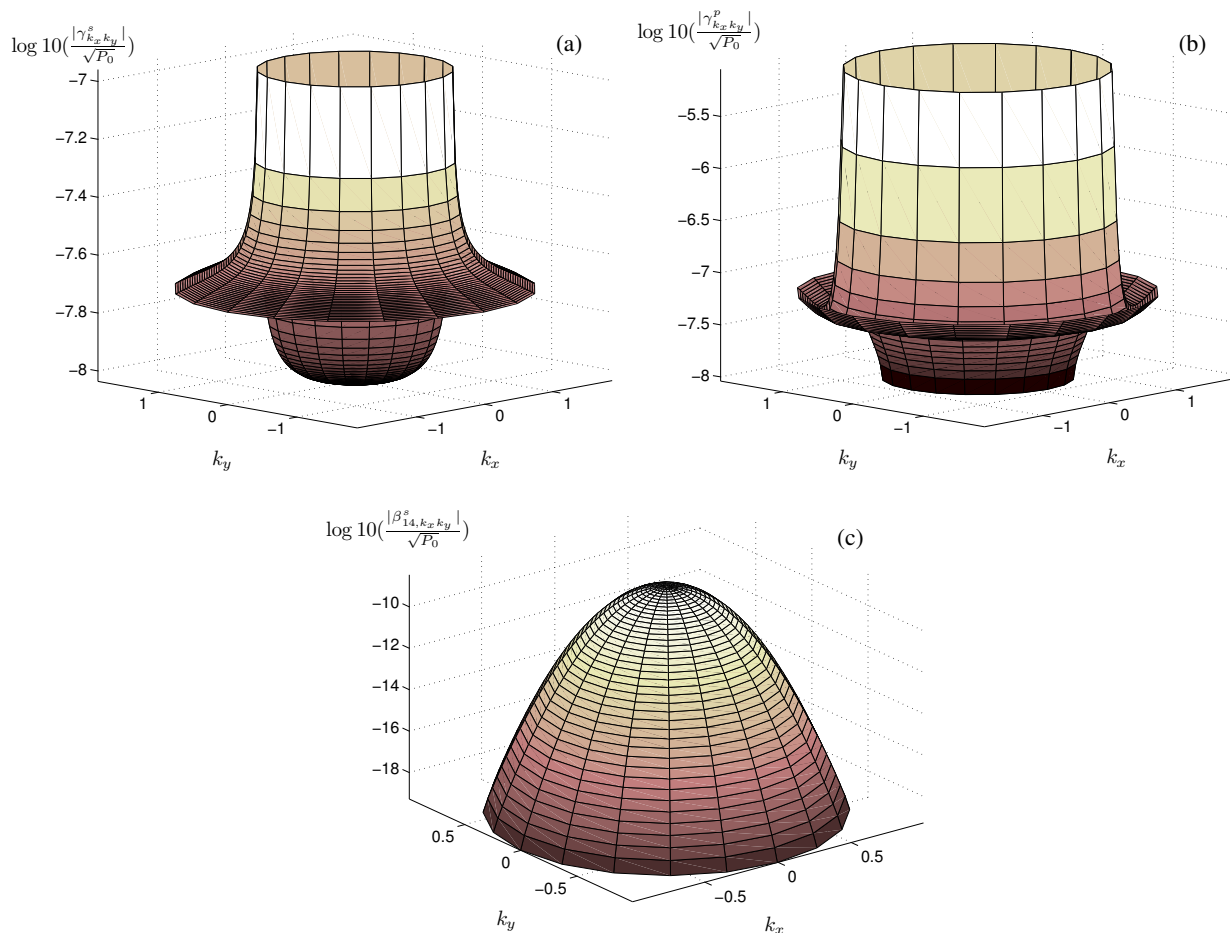 log 10(|γ^s_{k_x k_y}|/√P_0) (a)
−7
−7.2
−7.4
−7.6
−7.8
−8
1 0 −1 −1 0 1
k_y k_x
log 10(|γ^p_{k_x k_y}|/√P_0) (b)
−5.5
−6
−6.5
−7
−7.5
−8
1 0 −1 −1 0 1
k_y k_x
log 10(|β^s_{14,k_x k_y}|/√P_0) (c)
−10
−12
−14
−16
−18
0.5 0 −0.5 −0.5 0 0.5
k_y k_x